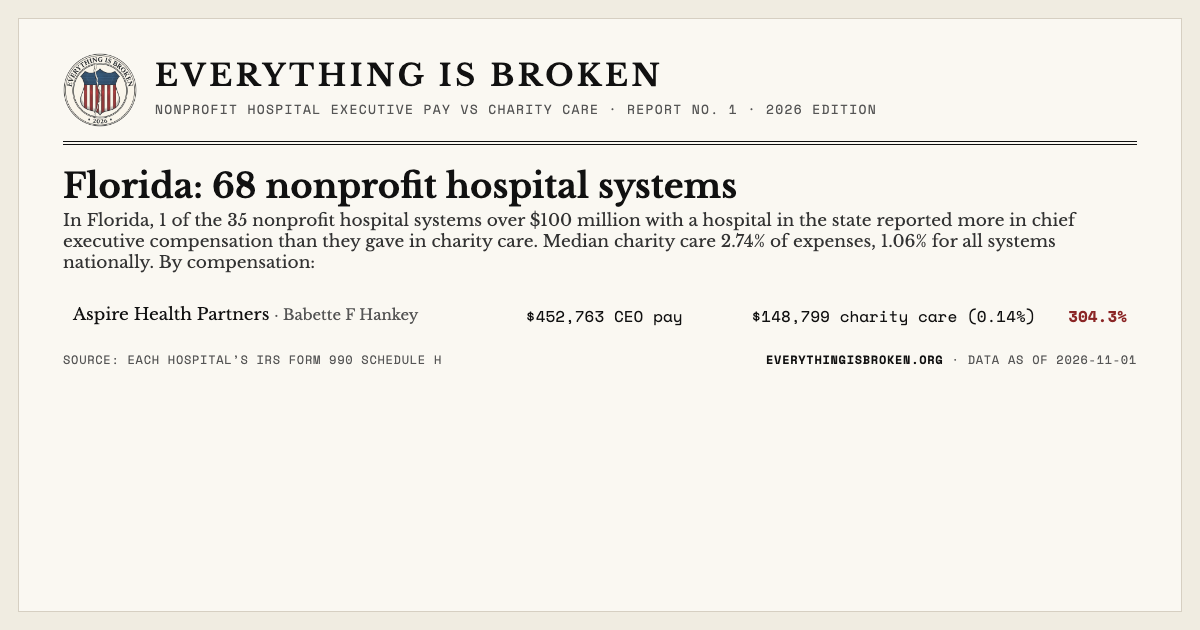 EVERYTHING IS BROKEN
2026
EVERYTHING IS BROKEN
NONPROFIT HOSPITAL EXECUTIVE PAY VS CHARITY CARE · REPORT NO. 1 · 2026 EDITION
Florida: 68 nonprofit hospital systems
In Florida, 1 of the 35 nonprofit hospital systems over $100 million with a hospital in the state reported more in chief
executive compensation than they gave in charity care. Median charity care 2.74% of expenses, 1.06% for all systems
nationally. By compensation:
Aspire Health Partners · Babette F Hankey $452,763 CEO pay $148,799 charity care (0.14%) 304.3%
SOURCE: EACH HOSPITAL'S IRS FORM 990 SCHEDULE H EVERYTHINGISBROKEN.ORG · DATA AS OF 2026-11-01